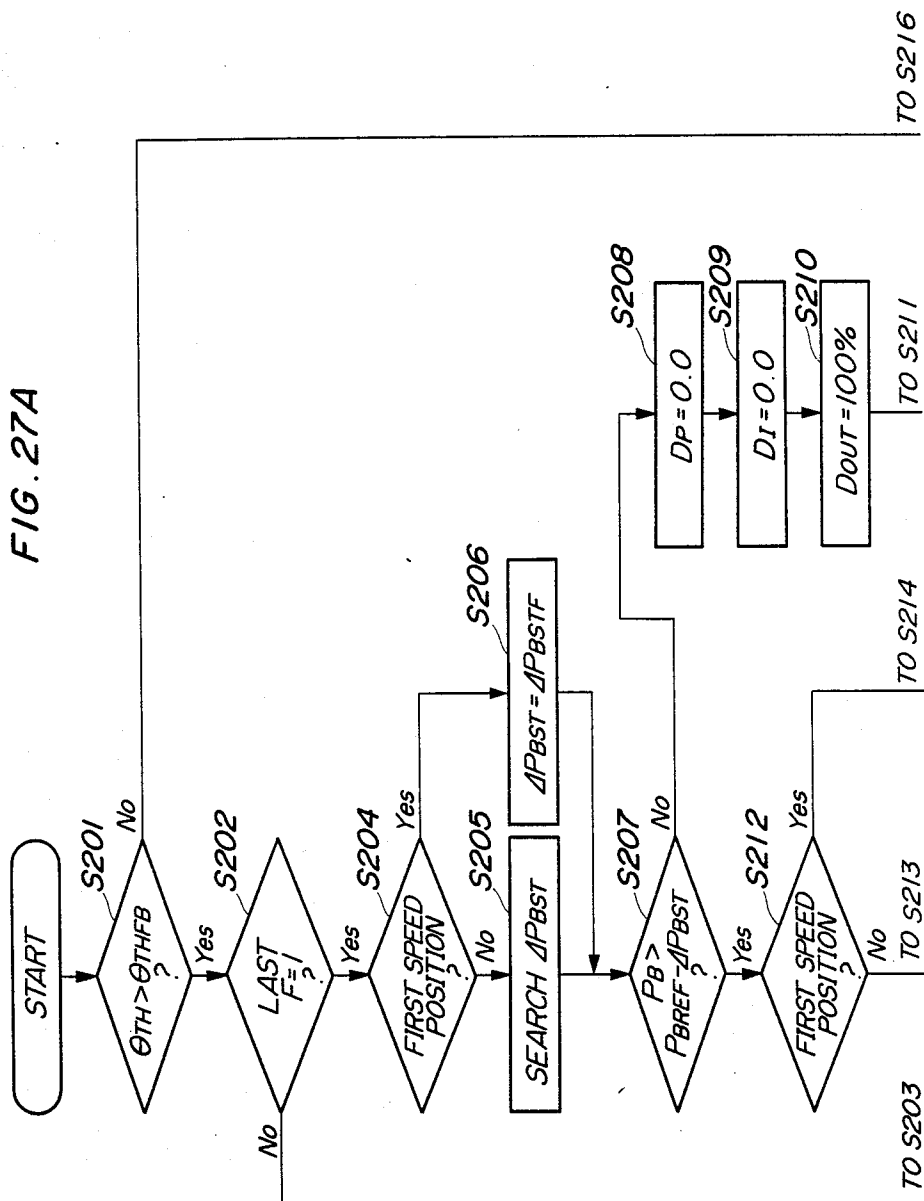 FIG. 27A
START
S201
θTH > θTHFB
?
No
Yes
S202
LAST
F=1
?
No
Yes
S204
FIRST SPEED
POSITION
?
Yes
No
S205
SEARCH ΔPBST
S206
ΔPBST = ΔPBSTF
S207
PB >
PBREF-ΔPBST
?
No
Yes
S208
DP = 0.0
S209
DI = 0.0
S210
DOUT = 100%
S212
FIRST SPEED
POSITION
?
Yes
No
TO S203
TO S213
TO S214
TO S211
TO S216